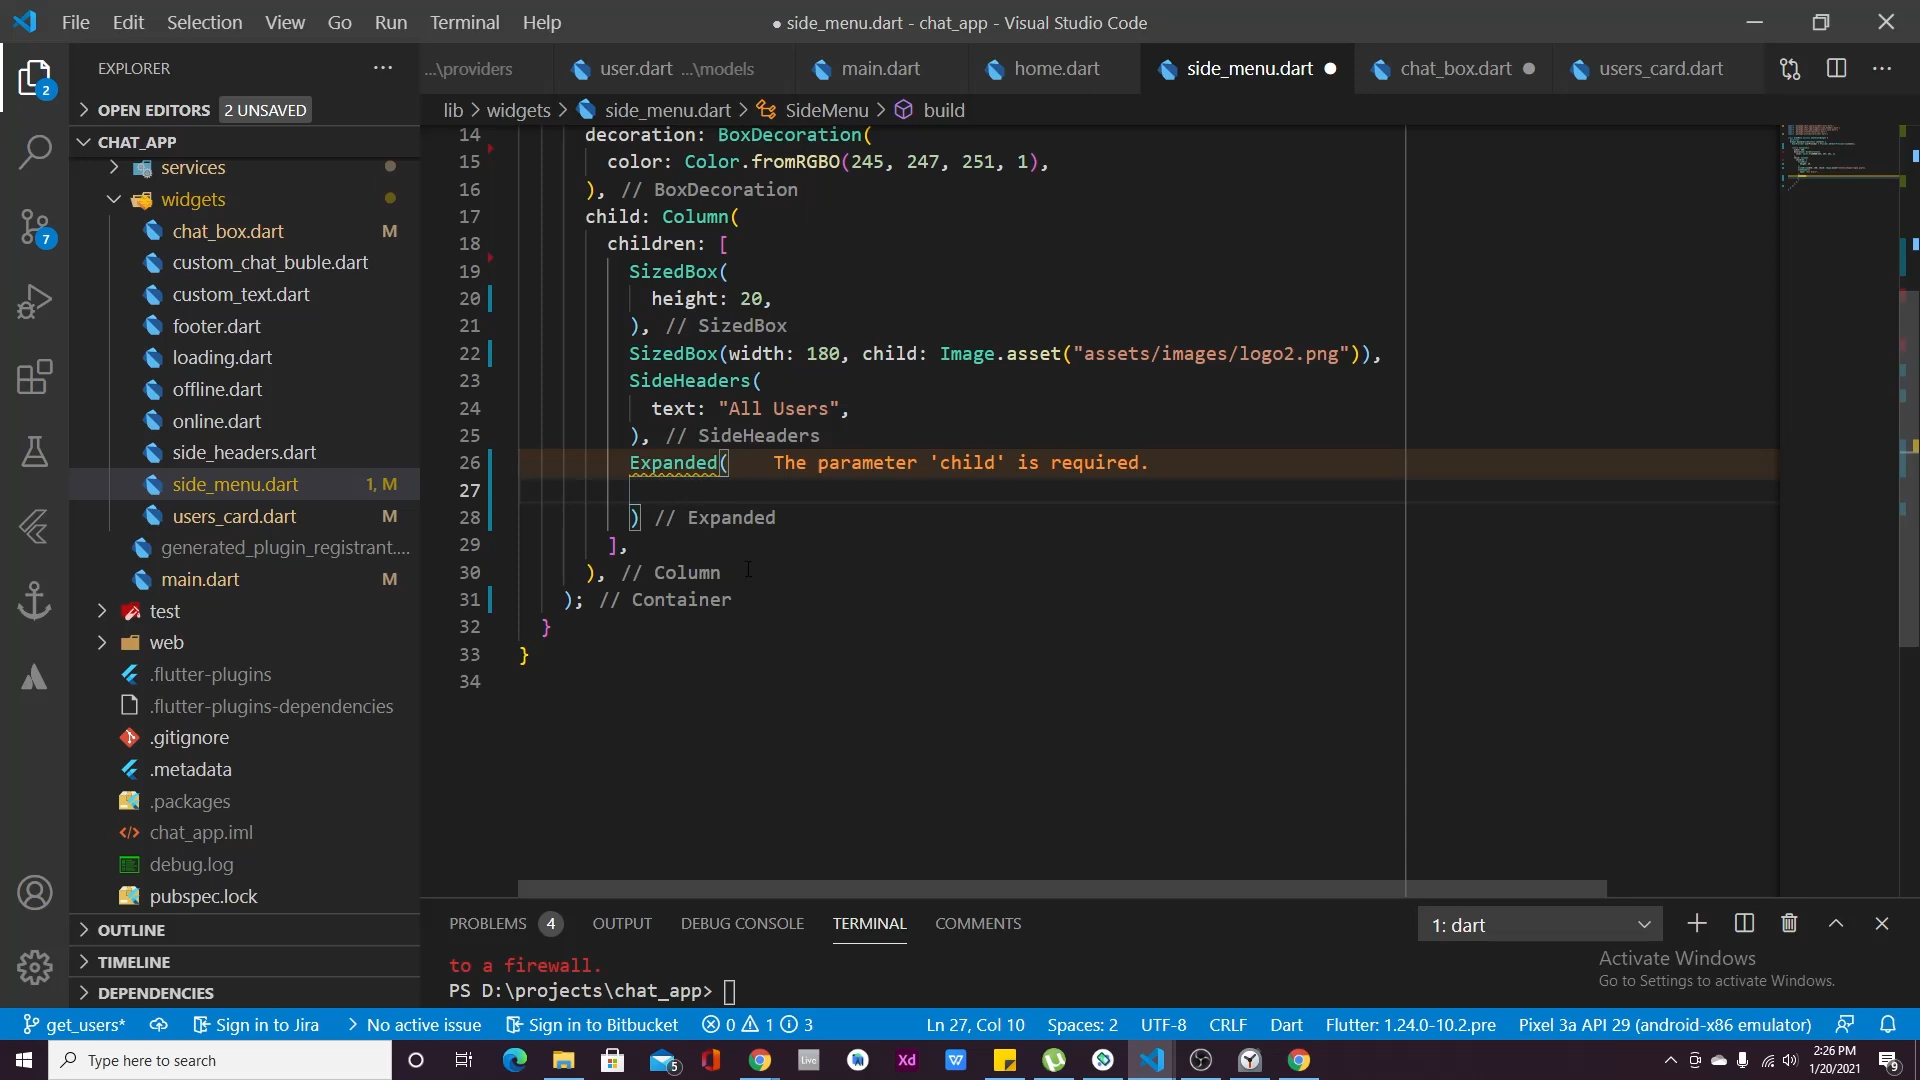 File Edit Selection View Go Run Terminal Help
● side_menu.dart - chat_app - Visual Studio Code
EXPLORER
...\providers
user.dart ...\models
main.dart
home.dart
side_menu.dart
chat_box.dart
users_card.dart
OPEN EDITORS 2 UNSAVED
lib > widgets > side_menu.dart > SideMenu > build
CHAT_APP
services
widgets
chat_box.dart M
custom_chat_buble.dart
custom_text.dart
footer.dart
loading.dart
offline.dart
online.dart
side_headers.dart
side_menu.dart 1, M
users_card.dart M
generated_plugin_registrant....
main.dart M
test
web
.flutter-plugins
.flutter-plugins-dependencies
.gitignore
.metadata
.packages
chat_app.iml
debug.log
pubspec.lock
OUTLINE
TIMELINE
DEPENDENCIES
2
7
14 decoration: BoxDecoration(
15 color: Color.fromRGBO(245, 247, 251, 1),
16 ), // BoxDecoration
17 child: Column(
18 children: [
19 SizedBox(
20 height: 20,
21 ), // SizedBox
22 SizedBox(width: 180, child: Image.asset("assets/images/logo2.png")),
23 SideHeaders(
24 text: "All Users",
25 ), // SideHeaders
26 Expanded( The parameter 'child' is required.
27
28 ) // Expanded
29 ],
30 ), // Column
31 ); // Container
32 }
33 }
34
PROBLEMS 4 OUTPUT DEBUG CONSOLE TERMINAL COMMENTS
1: dart
to a firewall.
PS D:\projects\chat_app>
Activate Windows
Go to Settings to activate Windows.
get_users* Sign in to Jira No active issue Sign in to Bitbucket 0 1 3
Ln 27, Col 10 Spaces: 2 UTF-8 CRLF Dart Flutter: 1.24.0-10.2.pre Pixel 3a API 29 (android-x86 emulator)
Type here to search
5
Live
Xd
2:26 PM
1/20/2021
9